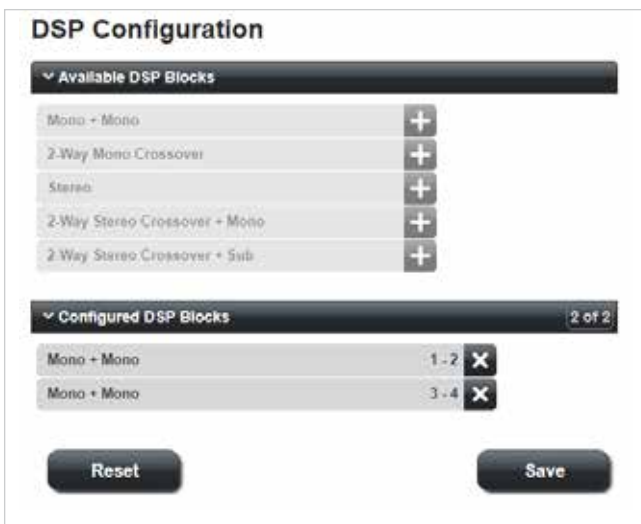 DSP Configuration
Available DSP Blocks
Mono + Mono
2-Way Mono Crossover
Stereo
2-Way Stereo Crossover + Mono
2-Way Stereo Crossover + Sub
Configured DSP Blocks 2 of 2
Mono + Mono 1 - 2
Mono + Mono 3 - 4
Reset Save